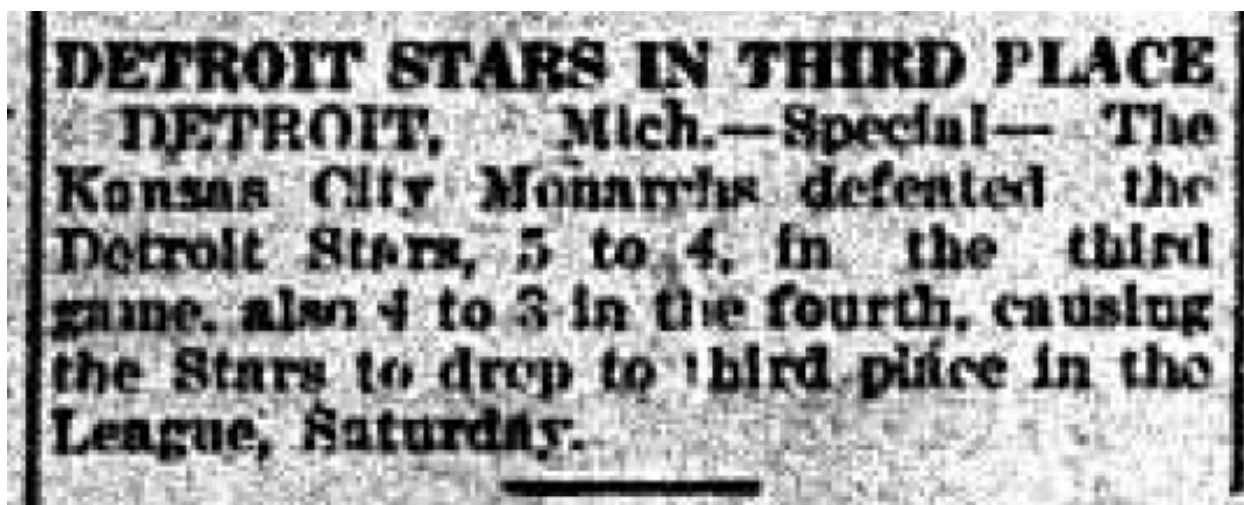 DETROIT STARS IN THIRD PLACE
DETROIT, Mich.—Special— The
Kansas City Monarchs defeated the
Detroit Stars, 5 to 4, in the third
game, also 4 to 3 in the fourth, causing
the Stars to drop to third place in the
League, Saturday.